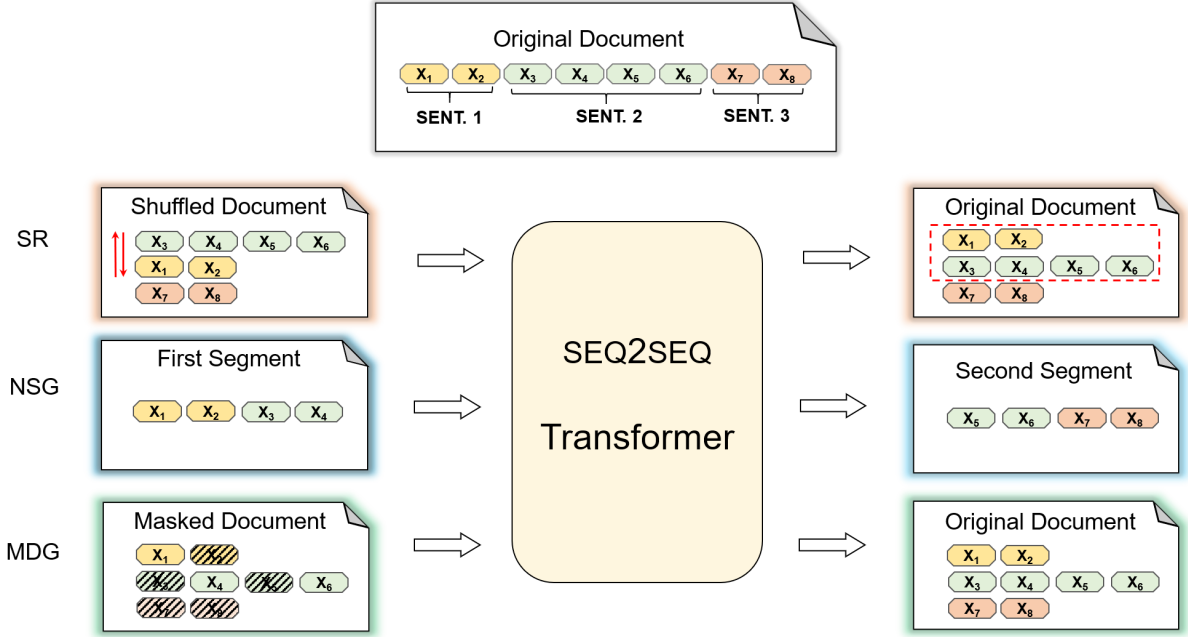 Original Document
X1 X2 X3 X4 X5 X6 X7 X8
SENT. 1 SENT. 2 SENT. 3
SR
Shuffled Document
X3 X4 X5 X6
X1 X2
X7 X8
Original Document
X1 X2
X3 X4 X5 X6
X7 X8
SEQ2SEQ
Transformer
NSG
First Segment
X1 X2 X3 X4
Second Segment
X5 X6 X7 X8
MDG
Masked Document
X1 X2
X3 X4 X6
X8
Original Document
X1 X2
X3 X4 X5 X6
X7 X8